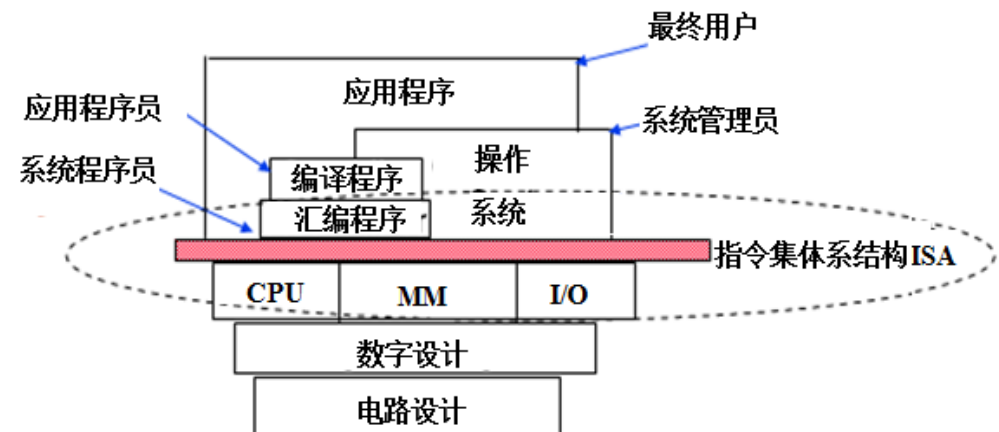 最终用户
应用程序
应用程序员
系统管理员
操作
系统程序员
编译程序
汇编程序
系统
指令集体系结构ISA
CPU
MM
I/O
数字设计
电路设计